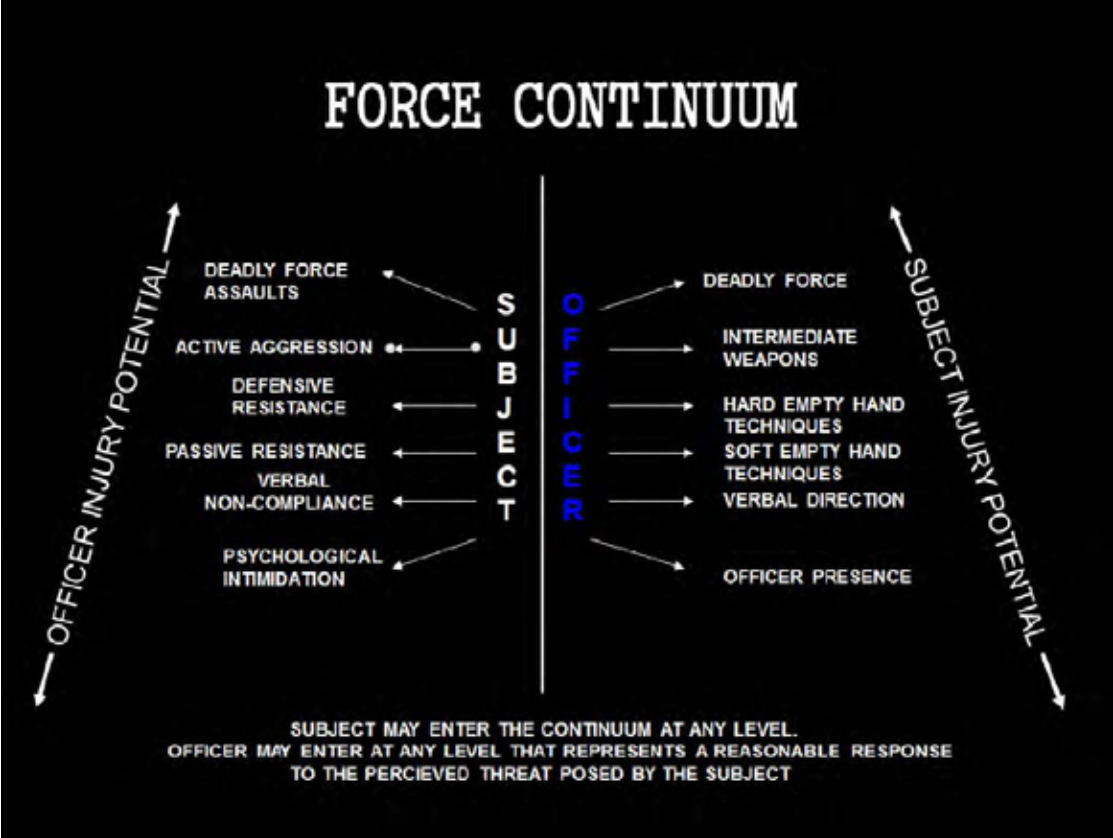 FORCE CONTINUUM
OFFICER INJURY POTENTIAL
DEADLY FORCE
ASSAULTS
ACTIVE AGGRESSION
DEFENSIVE
RESISTANCE
PASSIVE RESISTANCE
VERBAL
NON-COMPLIANCE
PSYCHOLOGICAL
INTIMIDATION
SUBJECT
OFFICER
DEADLY FORCE
INTERMEDIATE
WEAPONS
HARD EMPTY HAND
TECHNIQUES
SOFT EMPTY HAND
TECHNIQUES
VERBAL DIRECTION
OFFICER PRESENCE
SUBJECT INJURY POTENTIAL
SUBJECT MAY ENTER THE CONTINUUM AT ANY LEVEL.
OFFICER MAY ENTER AT ANY LEVEL THAT REPRESENTS A REASONABLE RESPONSE
TO THE PERCIEVED THREAT POSED BY THE SUBJECT